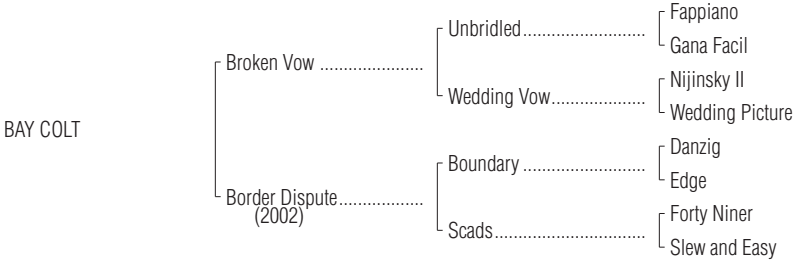 Fappiano
Unbridled..........................
Gana Facil
Broken Vow ......................
Nijinsky II
Wedding Vow....................
Wedding Picture
BAY COLT
Danzig
Boundary ..........................
Edge
Border Dispute..................
(2002)
Forty Niner
Scads................................
Slew and Easy